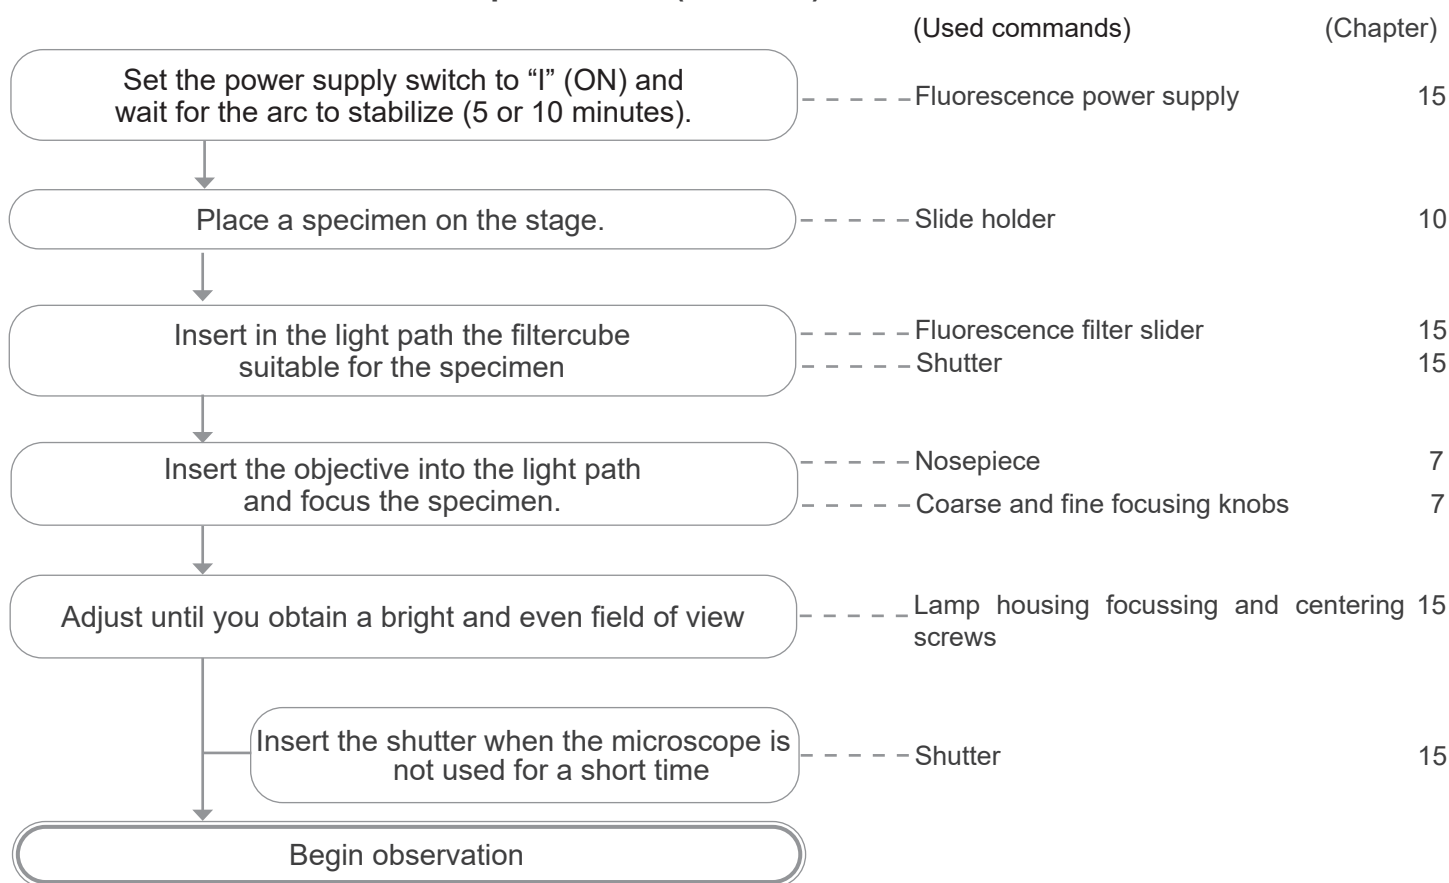 (Used commands) (Chapter)
Set the power supply switch to “I” (ON) and
wait for the arc to stabilize (5 or 10 minutes).
Fluorescence power supply 15
Place a specimen on the stage.
Slide holder 10
Insert in the light path the filtercube
suitable for the specimen
Fluorescence filter slider 15
Shutter 15
Insert the objective into the light path
and focus the specimen.
Nosepiece 7
Coarse and fine focusing knobs 7
Adjust until you obtain a bright and even field of view
Lamp housing focussing and centering 15
screws
Insert the shutter when the microscope is
not used for a short time
Shutter 15
Begin observation